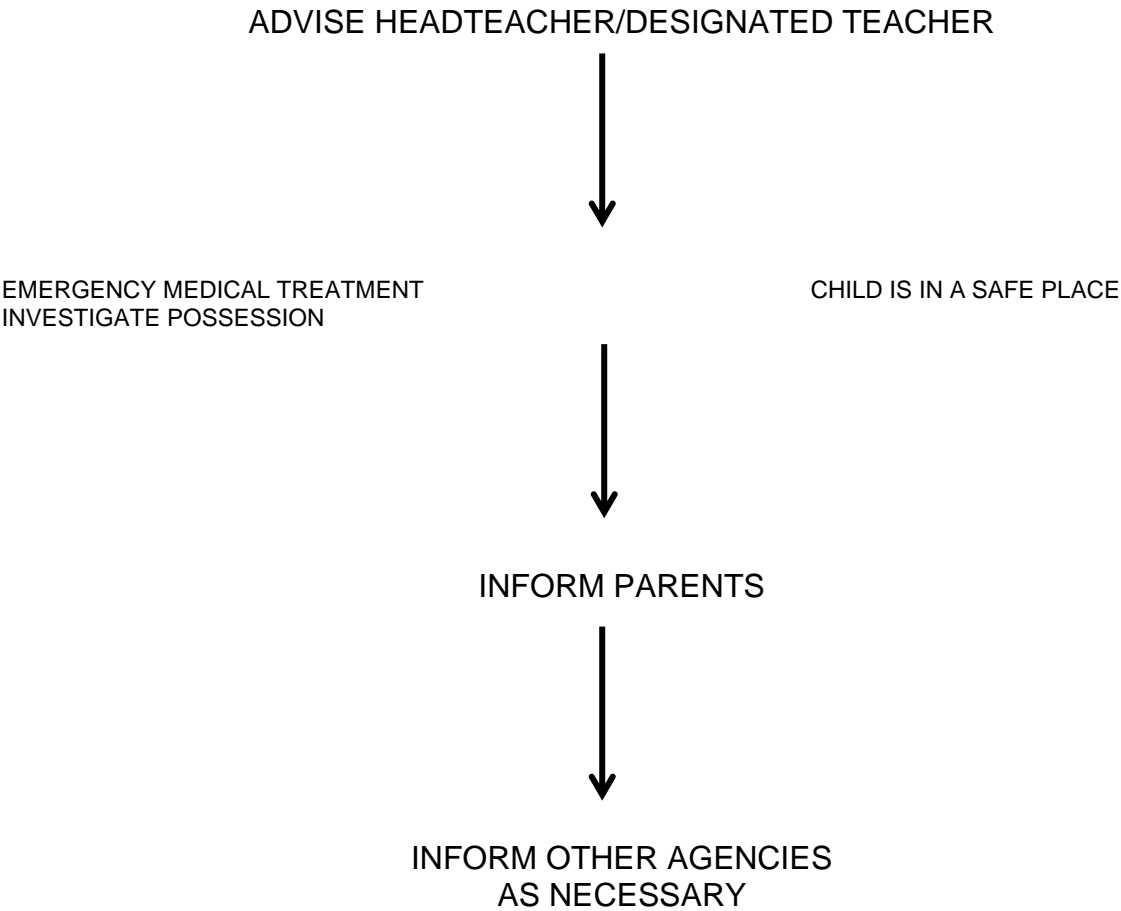 ADVISE HEADTEACHER/DESIGNATED TEACHER
EMERGENCY MEDICAL TREATMENT
INVESTIGATE POSSESSION
CHILD IS IN A SAFE PLACE
INFORM PARENTS
INFORM OTHER AGENCIES
AS NECESSARY